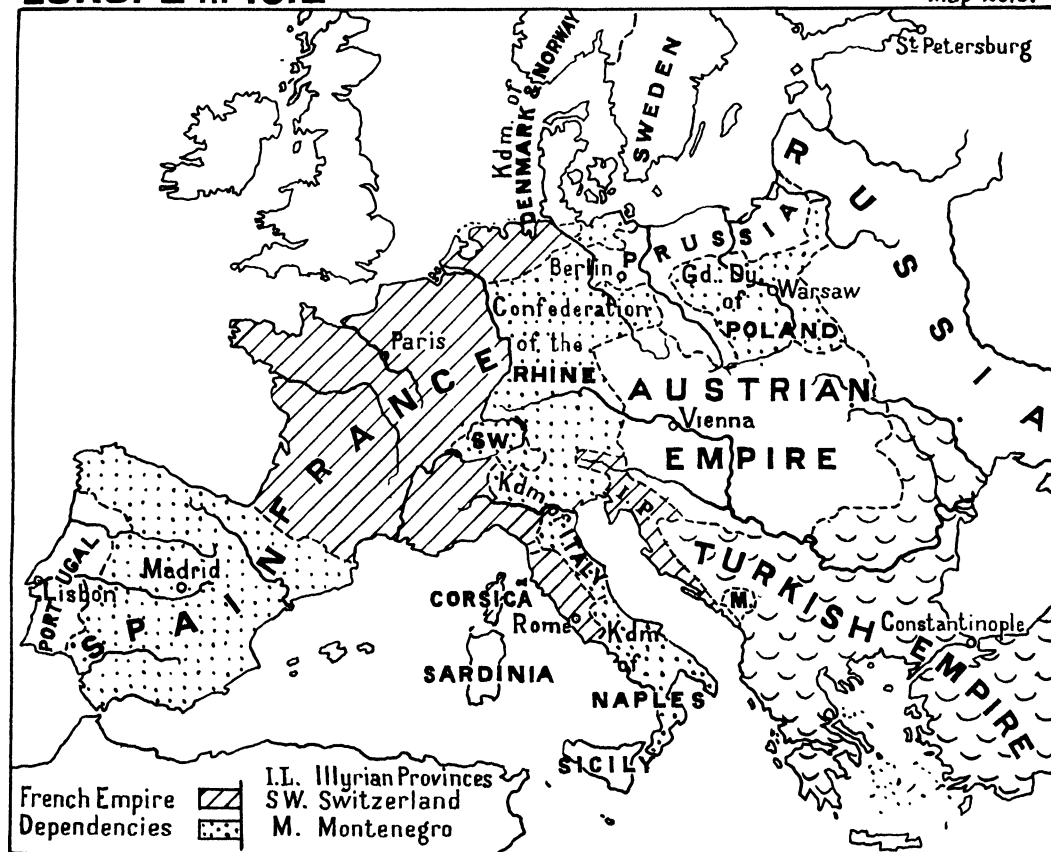 St. Petersburg
Kdm. of
DENMARK & NORWAY
SWEDEN
RUSSIA
PRUSSIA
Berlin
Gd. Dy.
of
POLAND
Warsaw
Confederation
of the
RHINE
Paris
FRANCE
AUSTRIAN
EMPIRE
Vienna
SW.
Kdm.
ITALY
I P
PORTUGAL
Lisbon
Madrid
SPAIN
CORSICA
Rome
SARDINIA
Kdm.
of
NAPLES
SICILY
M.
TURKISH EMPIRE
Constantinople
French Empire
Dependencies
I.L. Illyrian Provinces
SW. Switzerland
M. Montenegro